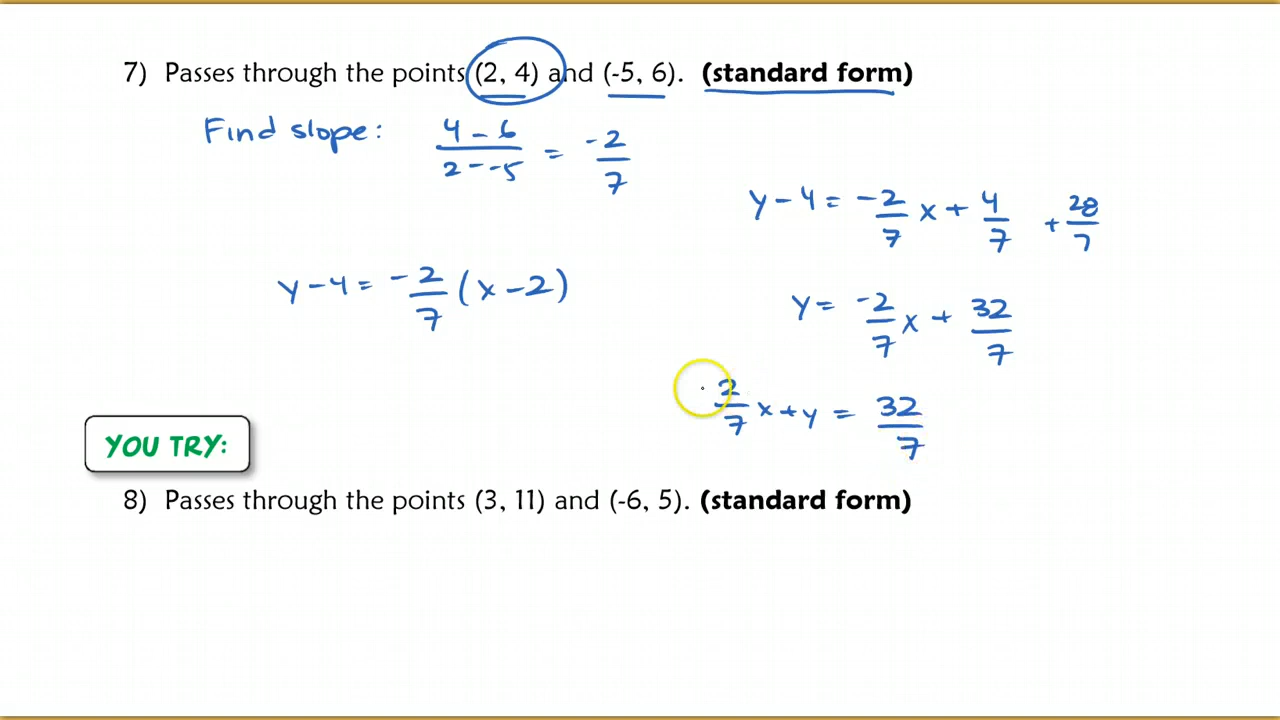 7) Passes through the points (2, 4) and (-5, 6). (standard form)
Find slope: 4 - 6 / 2 - -5 = -2/7
y - 4 = -2/7 x + 4/7 + 28/7
y - 4 = -2/7 (x - 2)
y = -2/7 x + 32/7
2/7 x + y = 32/7
YOU TRY:
8) Passes through the points (3, 11) and (-6, 5). (standard form)